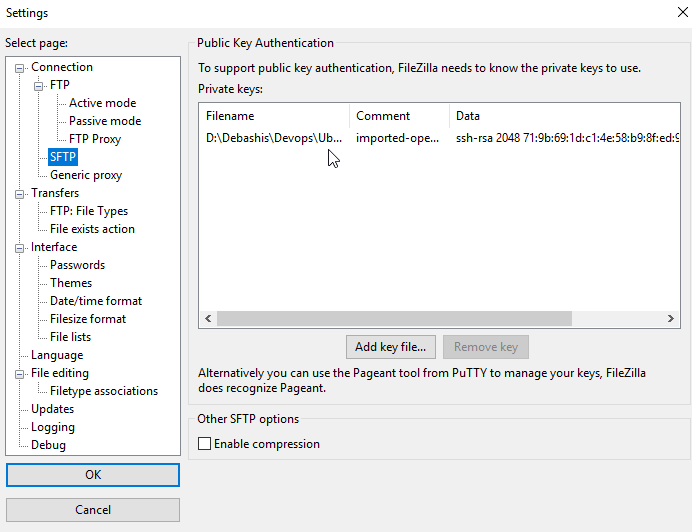 Settings
Select page:
Connection
FTP
Active mode
Passive mode
FTP Proxy
SFTP
Generic proxy
Transfers
FTP: File Types
File exists action
Interface
Passwords
Themes
Date/time format
Filesize format
File lists
Language
File editing
Filetype associations
Updates
Logging
Debug
OK
Cancel
Public Key Authentication
To support public key authentication, FileZilla needs to know the private keys to use.
Private keys:
Filename Comment Data
D:\Debashis\Devops\Ub... imported-ope... ssh-rsa 2048 71:9b:69:1d:c1:4e:58:b9:8f:ed:9
Add key file... Remove key
Alternatively you can use the Pageant tool from PuTTY to manage your keys, FileZilla
does recognize Pageant.
Other SFTP options
Enable compression